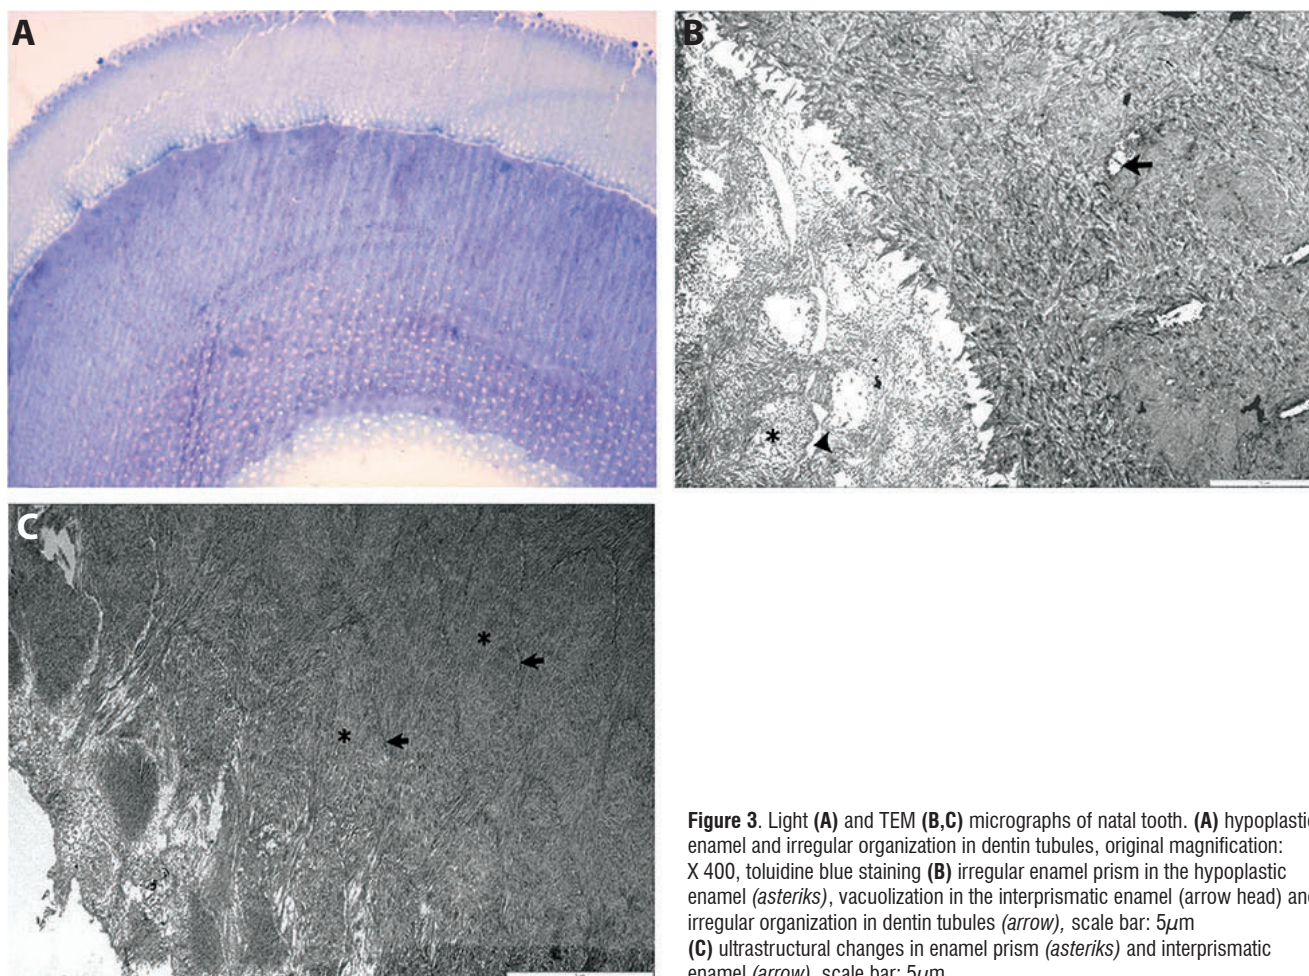 A
B
C
Figure 3. Light (A) and TEM (B,C) micrographs of natal tooth. (A) hypoplastic
enamel and irregular organization in dentin tubules, original magnification:
X 400, toluidine blue staining (B) irregular enamel prism in the hypoplastic
enamel (asteriks), vacuolization in the interprismatic enamel (arrow head) and
irregular organization in dentin tubules (arrow), scale bar: 5µm
(C) ultrastructural changes in enamel prism (asteriks) and interprismatic
enamel (arrow), scale bar: 5µm